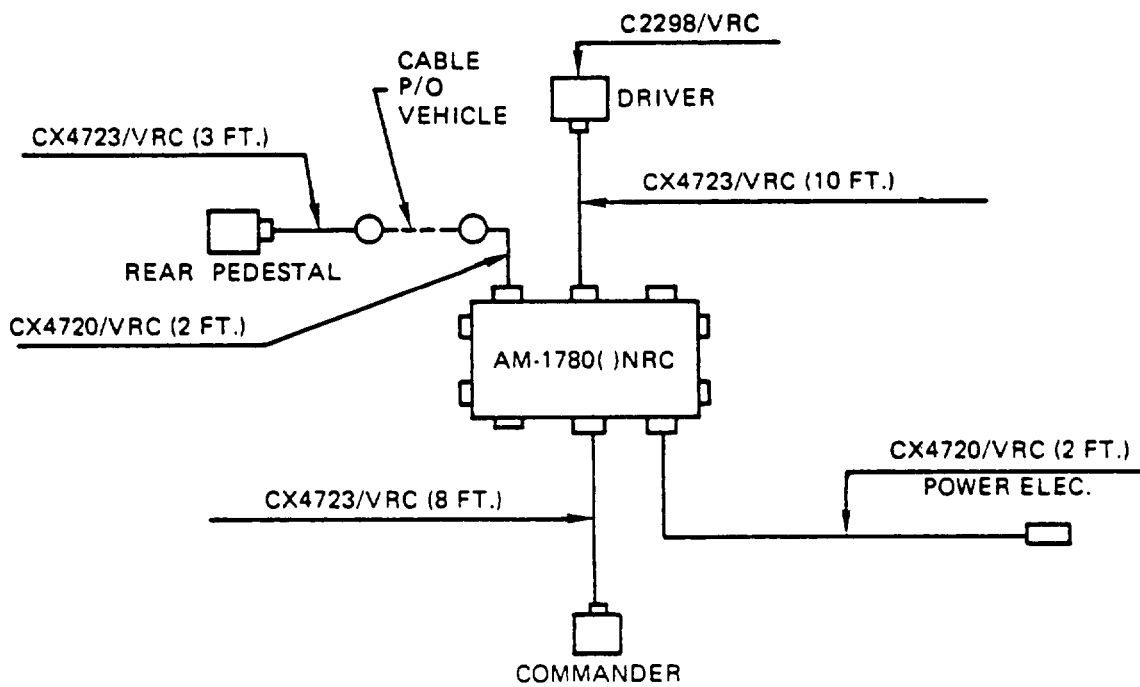 C2298/VRC
CABLE
P/O
VEHICLE
DRIVER
CX4723/VRC (3 FT.)
CX4723/VRC (10 FT.)
REAR PEDESTAL
CX4720/VRC (2 FT.)
AM-1780( )NRC
CX4720/VRC (2 FT.)
POWER ELEC.
CX4723/VRC (8 FT.)
COMMANDER